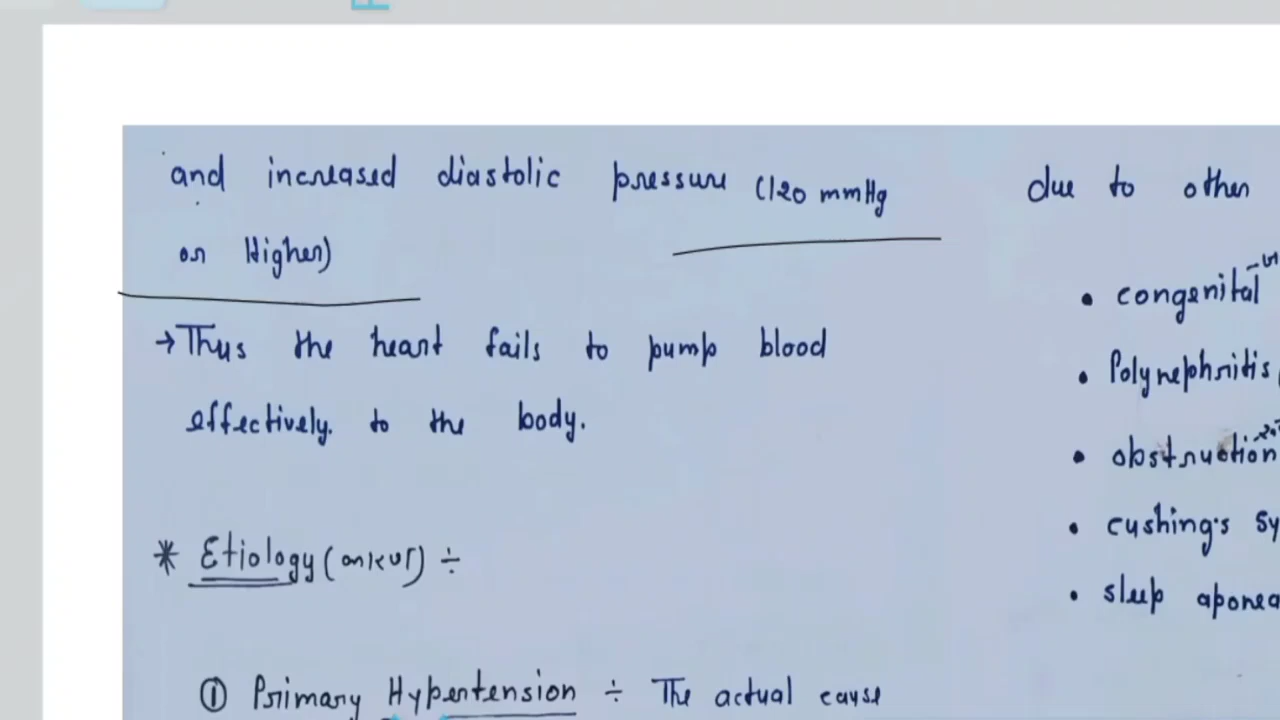 and increased diastolic pressure (120 mmHg
or Higher)
→ Thus the heart fails to pump blood
effectively. to the body.
* Etiology (कारण) ÷
① Primary Hypertension ÷ The actual cause
due to other
• congenital
• Polynephritis
• obstruction
• cushing's sy
• sleep aponea